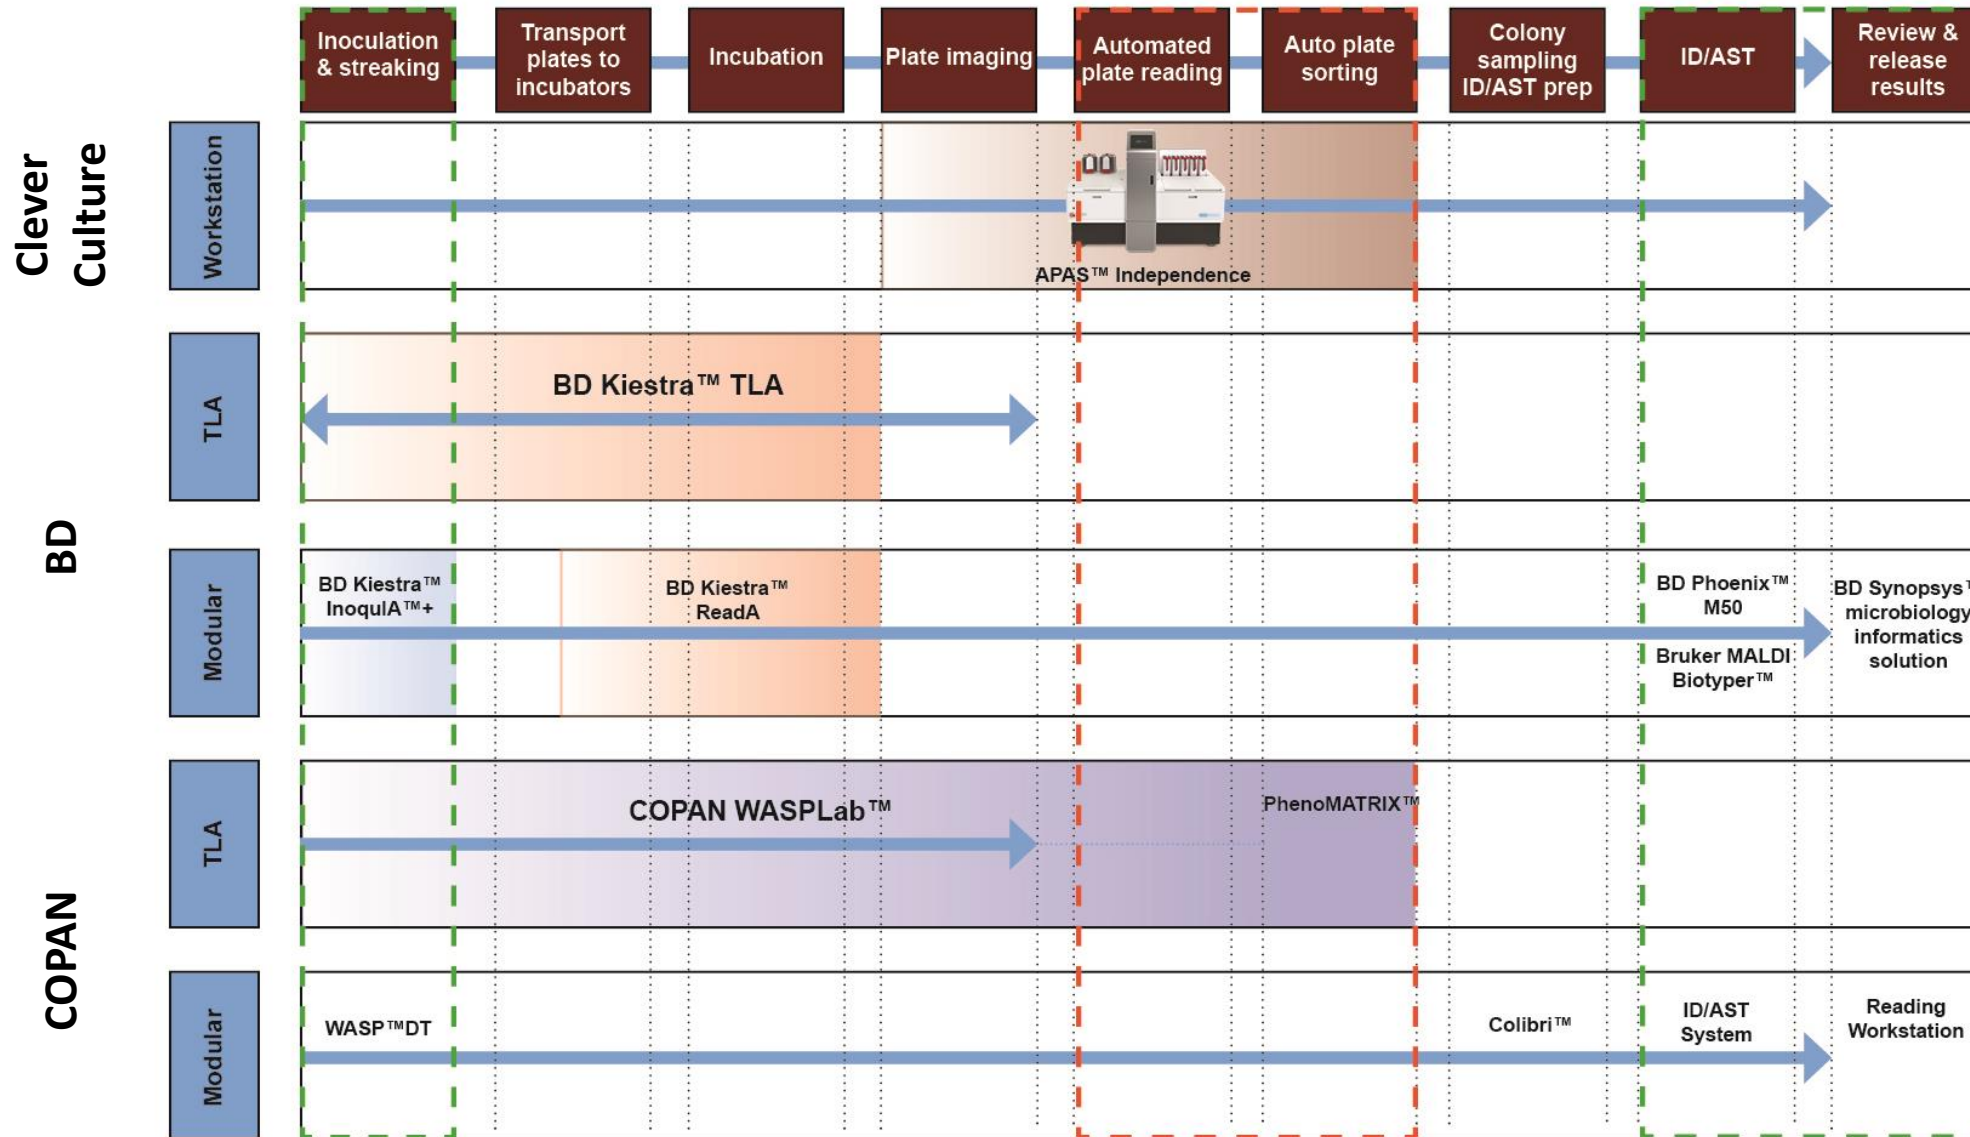 Inoculation
& streaking
Transport
plates to
incubators
Incubation
Plate imaging
Automated
plate reading
Auto plate
sorting
Colony
sampling
ID/AST prep
ID/AST
Review &
release
results
Clever
Culture
Workstation
APAS™ Independence
BD
TLA
BD Kiestra™ TLA
Modular
BD Kiestra™
InoquIA™+
BD Kiestra™
ReadA
BD Phoenix™
M50
Bruker MALDI
Biotyper™
BD Synopsys™
microbiology
informatics
solution
COPAN
TLA
COPAN WASPLab™
PhenoMATRIX™
Modular
WASP™DT
Colibri™
ID/AST
System
Reading
Workstation